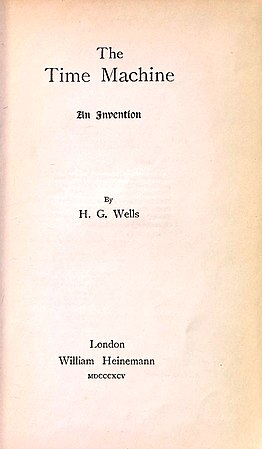 The
Time Machine
An Invention
By
H. G. Wells
London
William Heinemann
MDCCCXCV